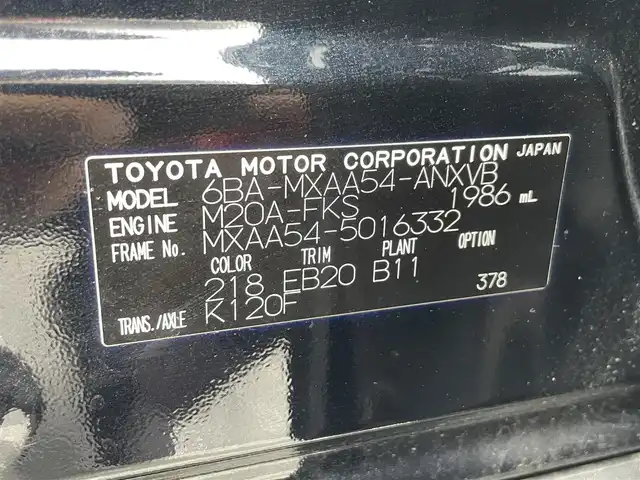 TOYOTA MOTOR CORPORATION JAPAN
MODEL 6BA-MXAA54-ANXVB
ENGINE M20A-FKS 1986 mL
FRAME No. MXAA54-5016332
COLOR TRIM PLANT OPTION
218 EB20 B11 378
TRANS./AXLE K120F